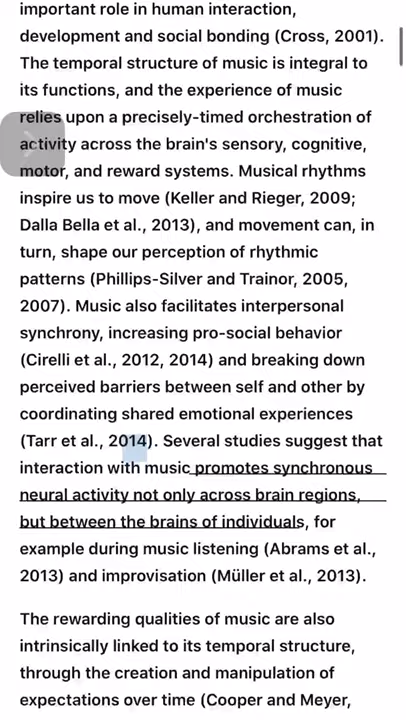 important role in human interaction,
development and social bonding (Cross, 2001).
The temporal structure of music is integral to
its functions, and the experience of music
relies upon a precisely-timed orchestration of
activity across the brain's sensory, cognitive,
motor, and reward systems. Musical rhythms
inspire us to move (Keller and Rieger, 2009;
Dalla Bella et al., 2013), and movement can, in
turn, shape our perception of rhythmic
patterns (Phillips-Silver and Trainor, 2005,
2007). Music also facilitates interpersonal
synchrony, increasing pro-social behavior
(Cirelli et al., 2012, 2014) and breaking down
perceived barriers between self and other by
coordinating shared emotional experiences
(Tarr et al., 2014). Several studies suggest that
interaction with music promotes synchronous
neural activity not only across brain regions,
but between the brains of individuals, for
example during music listening (Abrams et al.,
2013) and improvisation (Müller et al., 2013).
The rewarding qualities of music are also
intrinsically linked to its temporal structure,
through the creation and manipulation of
expectations over time (Cooper and Meyer,